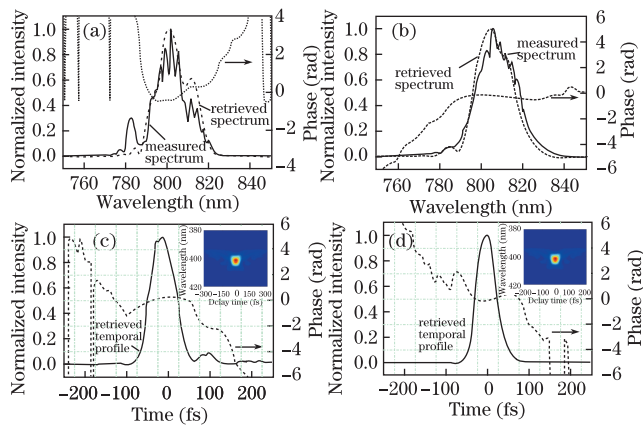 (a)
Normalized intensity
1.0
0.8
0.6
0.4
0.2
0.0
4
2
0
−2
−4
Phase (rad)
retrieved
spectrum
measured
spectrum
760 780 800 820 840
Wavelength (nm)
(b)
Normalized intensity
1.0
0.8
0.6
0.4
0.2
0.0
6
4
2
0
−2
−4
−6
Phase (rad)
measured
spectrum
retrieved
spectrum
760 780 800 820 840
Wavelength (nm)
(c)
Normalized intensity
1.0
0.8
0.6
0.4
0.2
0.0
6
4
2
0
−2
−4
−6
Phase (rad)
Wavelength (nm)
380
400
420
−300 −150 0 150 300
Dclay time (fs)
retrieved
temporal
profile
−200 −100 0 100 200
Time (fs)
(d)
Normalized intensity
1.0
0.8
0.6
0.4
0.2
0.0
6
4
2
0
−2
−4
−6
Phase (rad)
Wavelength (nm)
380
400
420
−300 −150 0 150 300
Dclay time (fs)
retrieved
temporal
profile
−200 −100 0 100 200
Time (fs)